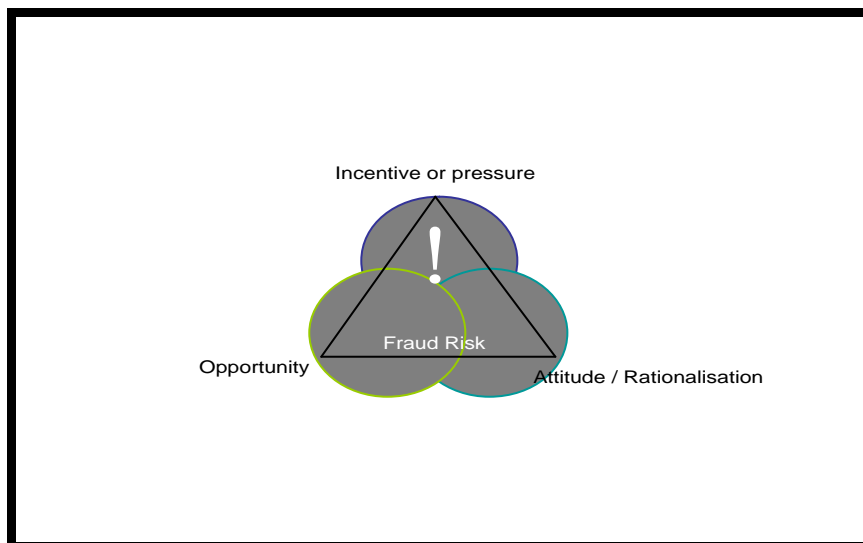 Incentive or pressure
!
Fraud Risk
Opportunity
Attitude / Rationalisation